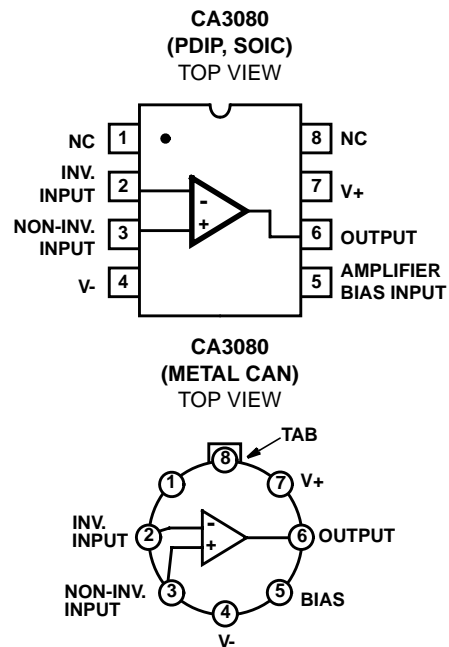 CA3080
(PDIP, SOIC)
TOP VIEW
NC 1 8 NC
INV.
INPUT 2 - 7 V+
NON-INV.
INPUT 3 + 6 OUTPUT
V- 4 5 AMPLIFIER
BIAS INPUT
CA3080
(METAL CAN)
TOP VIEW
TAB
8
1 7 V+
INV.
INPUT 2 - + 6 OUTPUT
NON-INV.
INPUT 3 5 BIAS
4
V-